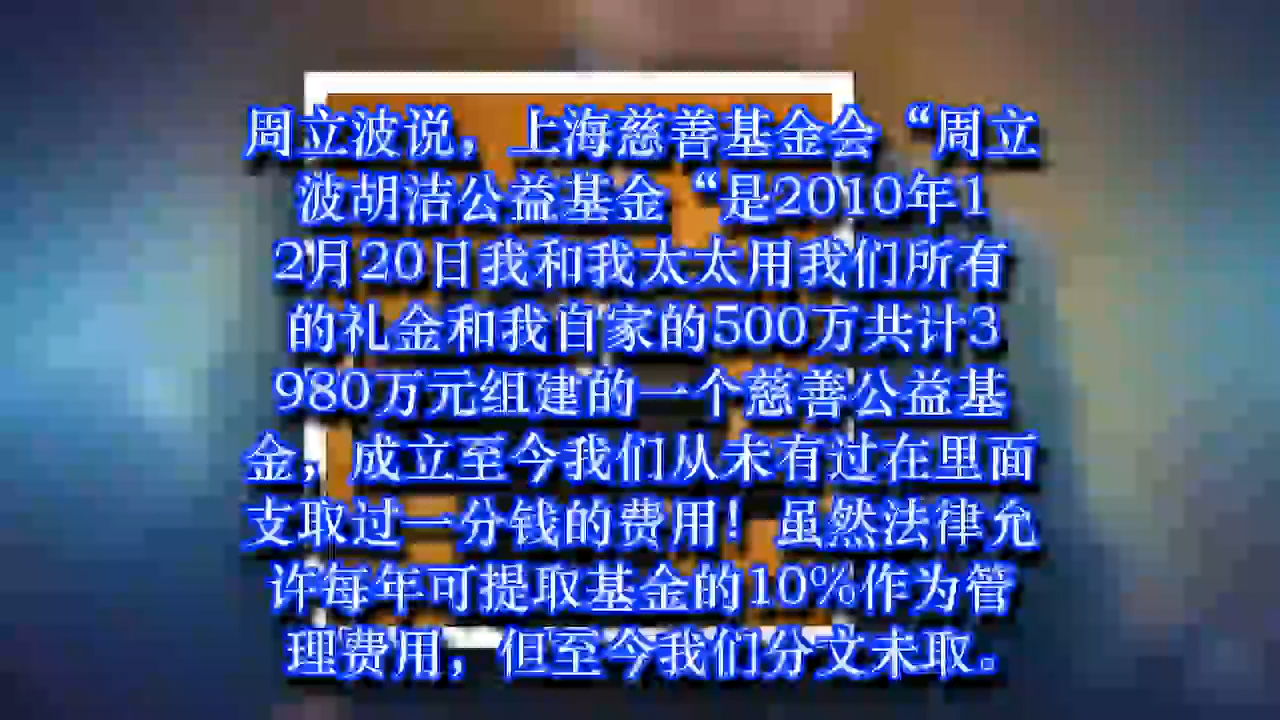 周立波说，上海慈善基金会“周立
波胡洁公益基金“是2010年1
2月20日我和我太太用我们所有
的礼金和我自家的500万共计3
980万元组建的一个慈善公益基
金，成立至今我们从未有过在里面
支取过一分钱的费用！虽然法律允
许每年可提取基金的10%作为管
理费用，但至今我们分文未取。